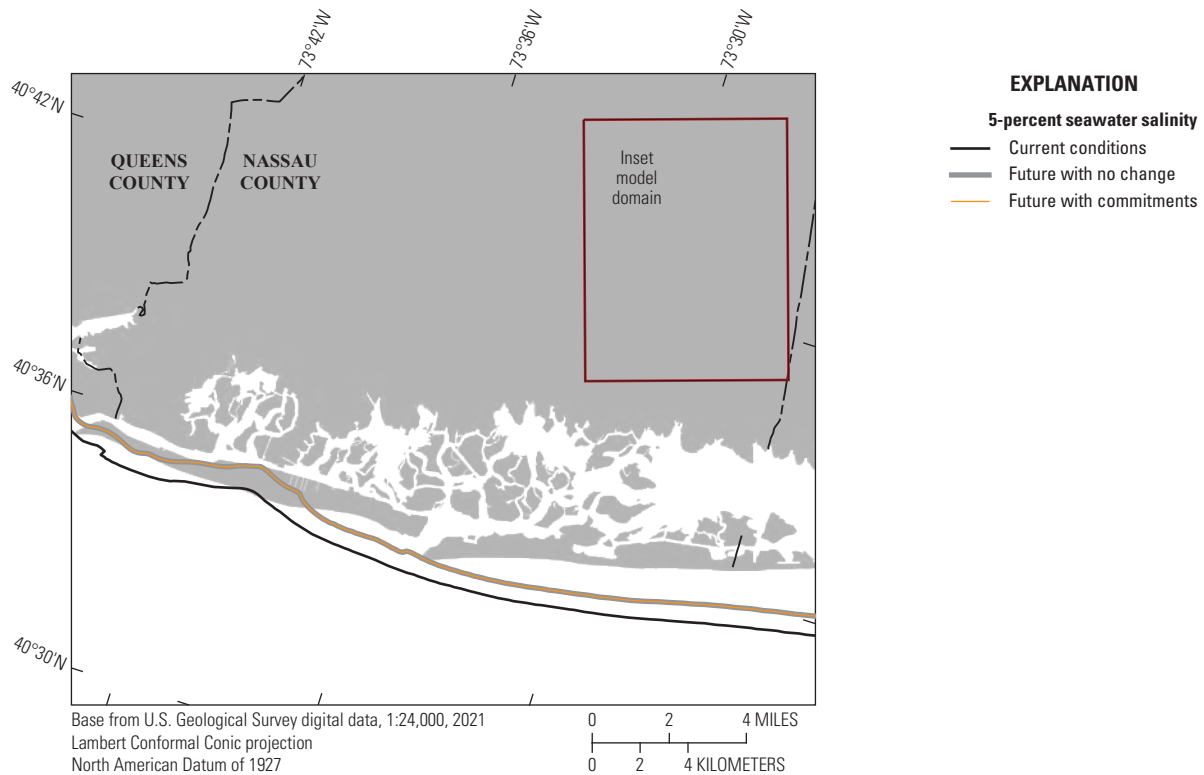 73°42'W
73°36'W
73°30'W
40°42'N
40°36'N
40°30'N
QUEENS
COUNTY
NASSAU
COUNTY
Inset
model
domain
EXPLANATION
5-percent seawater salinity
Current conditions
Future with no change
Future with commitments
Base from U.S. Geological Survey digital data, 1:24,000, 2021
Lambert Conformal Conic projection
North American Datum of 1927
0 2 4 MILES
0 2 4 KILOMETERS